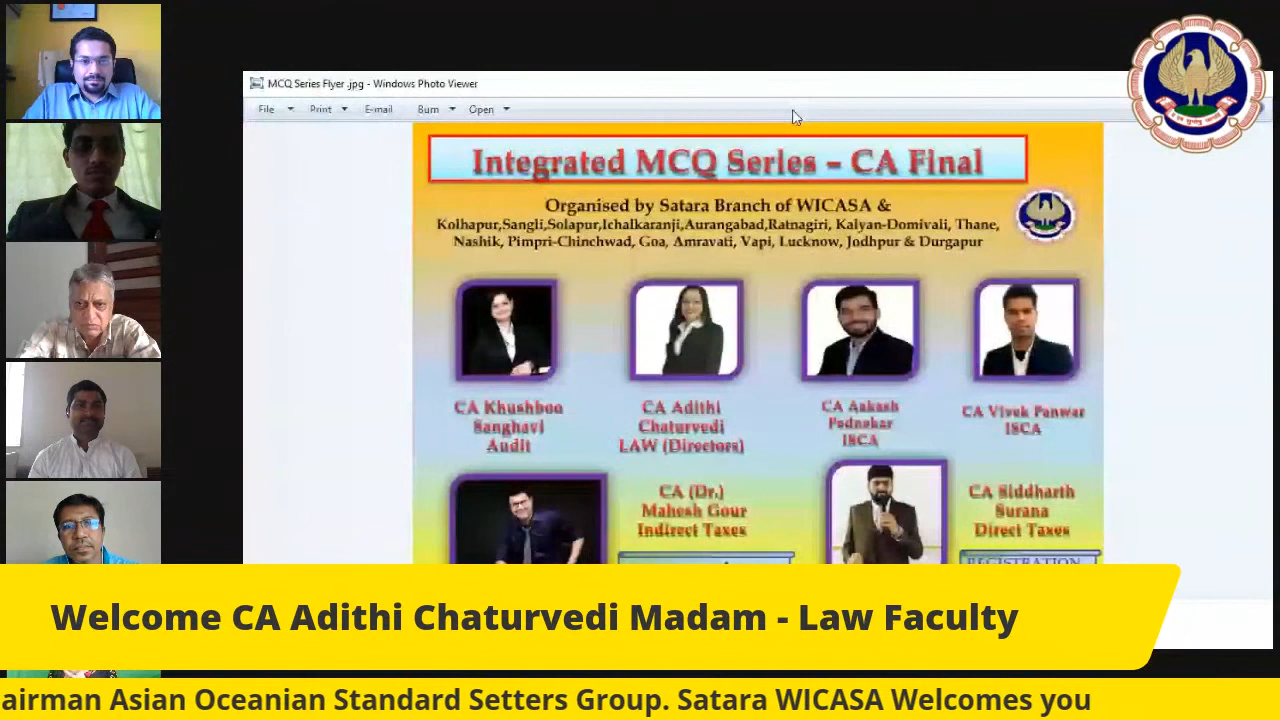 MCQ Series Flyer .jpg - Windows Photo Viewer
File Print E-mail Burn Open
Integrated MCQ Series – CA Final
Organised by Satara Branch of WICASA &
Kolhapur,Sangli,Solapur,Ichalkaranji,Aurangabad,Ratnagiri, Kalyan-Domivali, Thane,
Nashik, Pimpri-Chinchwad, Goa, Amravati, Vapi, Lucknow, Jodhpur & Durgapur
CA Khushboo
Sanghavi
Audit
CA Adithi
Chaturvedi
LAW (Directors)
CA Aakash
Pednekar
ISCA
CA Vivek Panwar
ISCA
CA (Dr.)
Mahesh Gour
Indirect Taxes
CA Siddharth
Surana
Direct Taxes
REGISTRATION
Welcome CA Adithi Chaturvedi Madam - Law Faculty
airman Asian Oceanian Standard Setters Group. Satara WICASA Welcomes you